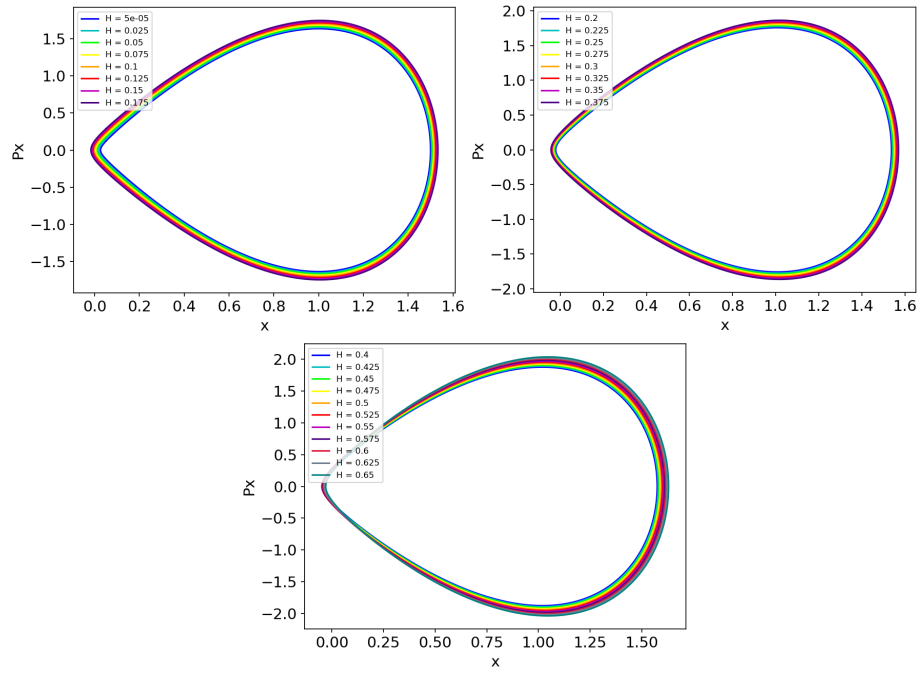 H = 5e-05
H = 0.025
H = 0.05
H = 0.075
H = 0.1
H = 0.125
H = 0.15
H = 0.175
1.5
1.0
0.5
0.0
−0.5
−1.0
−1.5
Px
0.0 0.2 0.4 0.6 0.8 1.0 1.2 1.4 1.6
x
H = 0.2
H = 0.225
H = 0.25
H = 0.275
H = 0.3
H = 0.325
H = 0.35
H = 0.375
2.0
1.5
1.0
0.5
0.0
−0.5
−1.0
−1.5
−2.0
Px
0.0 0.2 0.4 0.6 0.8 1.0 1.2 1.4 1.6
x
H = 0.4
H = 0.425
H = 0.45
H = 0.475
H = 0.5
H = 0.525
H = 0.55
H = 0.575
H = 0.6
H = 0.625
H = 0.65
2.0
1.5
1.0
0.5
0.0
−0.5
−1.0
−1.5
−2.0
Px
0.00 0.25 0.50 0.75 1.00 1.25 1.50
x